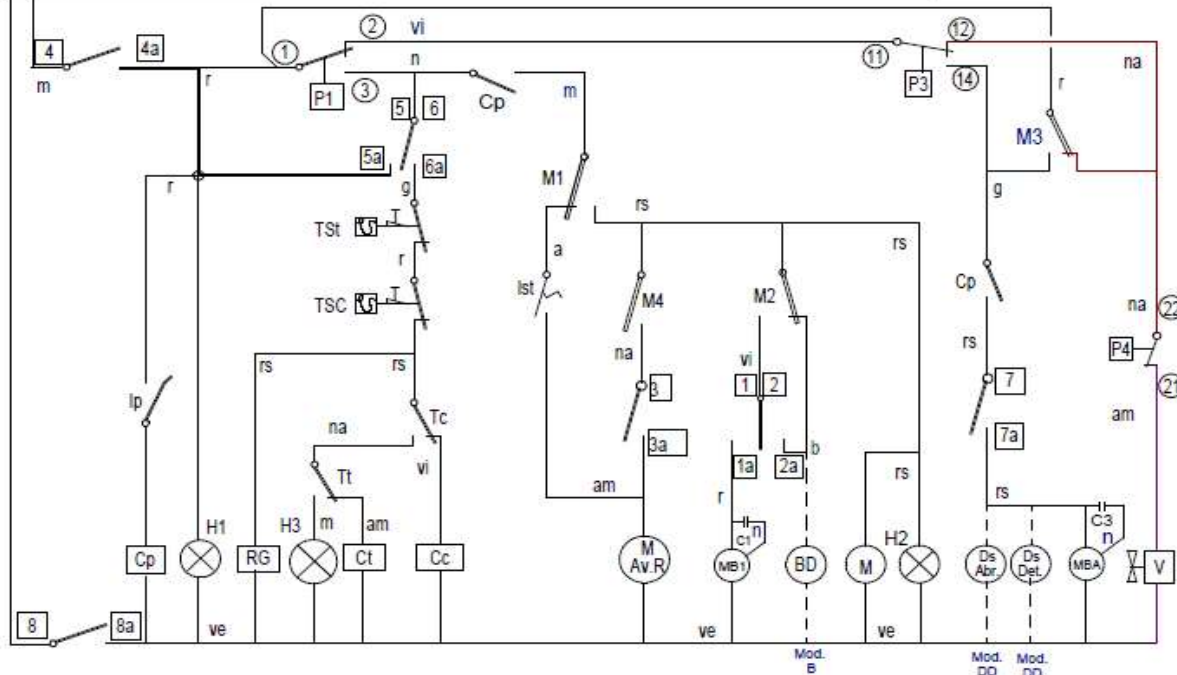 2 vi 12
4 4a 1 11
n na
m r P1 3 P3 14 r
5 6 Cp m
M3
5a 6a
r g M1 g
TSt rs
r a rs Cp
Ist M4 M2
TSC na 22
na vi rs P4
rs rs 3 1 2 7 21
Ip Tc am
na 3a 7a
vi 1a 2a b
Tt am r rs rs
H1 H3 m am C1 n H2 C3 n
Cp RG Ct Cc M Av.R MB1 BD M Ds Abr. Ds Det. MBA V
8 8a
ve ve ve
Mod. B Mod. DD Mod. DD